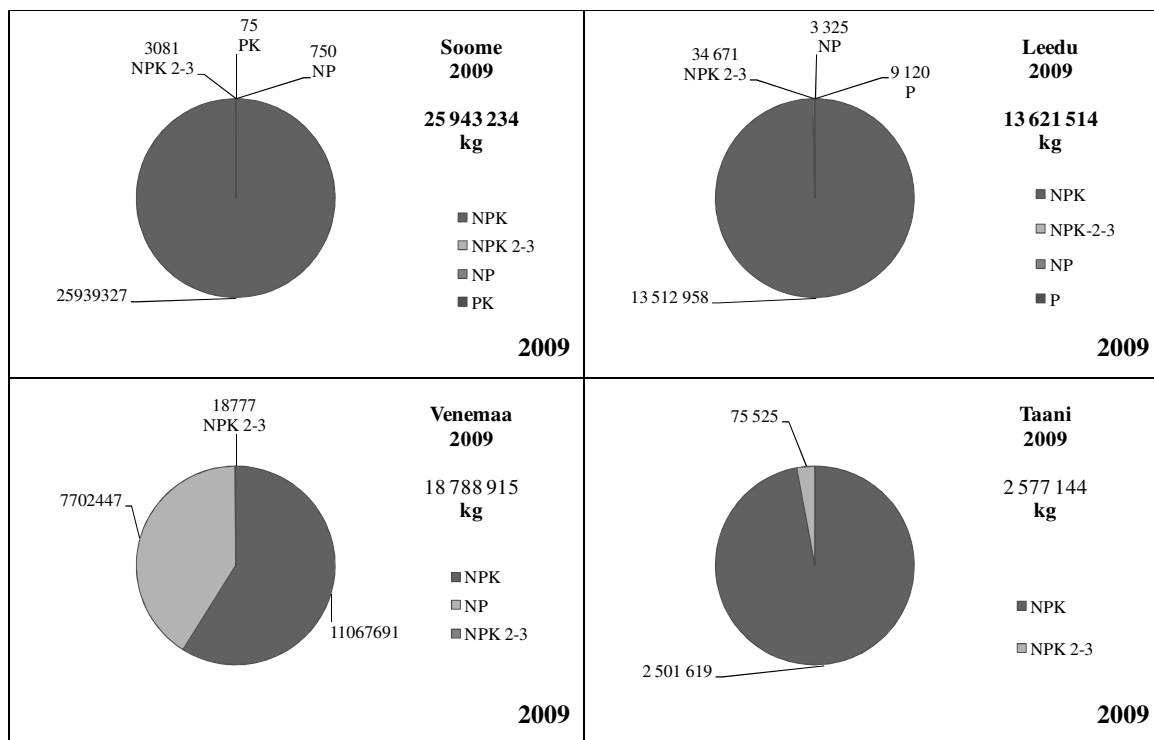 75
PK
3081
NPK 2-3
750
NP
Soome
2009
25 943 234
kg
NPK
NPK 2-3
NP
PK
25939327
2009
3 325
NP
34 671
NPK 2-3
9 120
P
Leedu
2009
13 621 514
kg
NPK
NPK-2-3
NP
P
13 512 958
2009
18777
NPK 2-3
Venemaa
2009
18 788 915
kg
7702447
NPK
NP
NPK 2-3
11067691
2009
75 525
Taani
2009
2 577 144
kg
NPK
NPK 2-3
2 501 619
2009